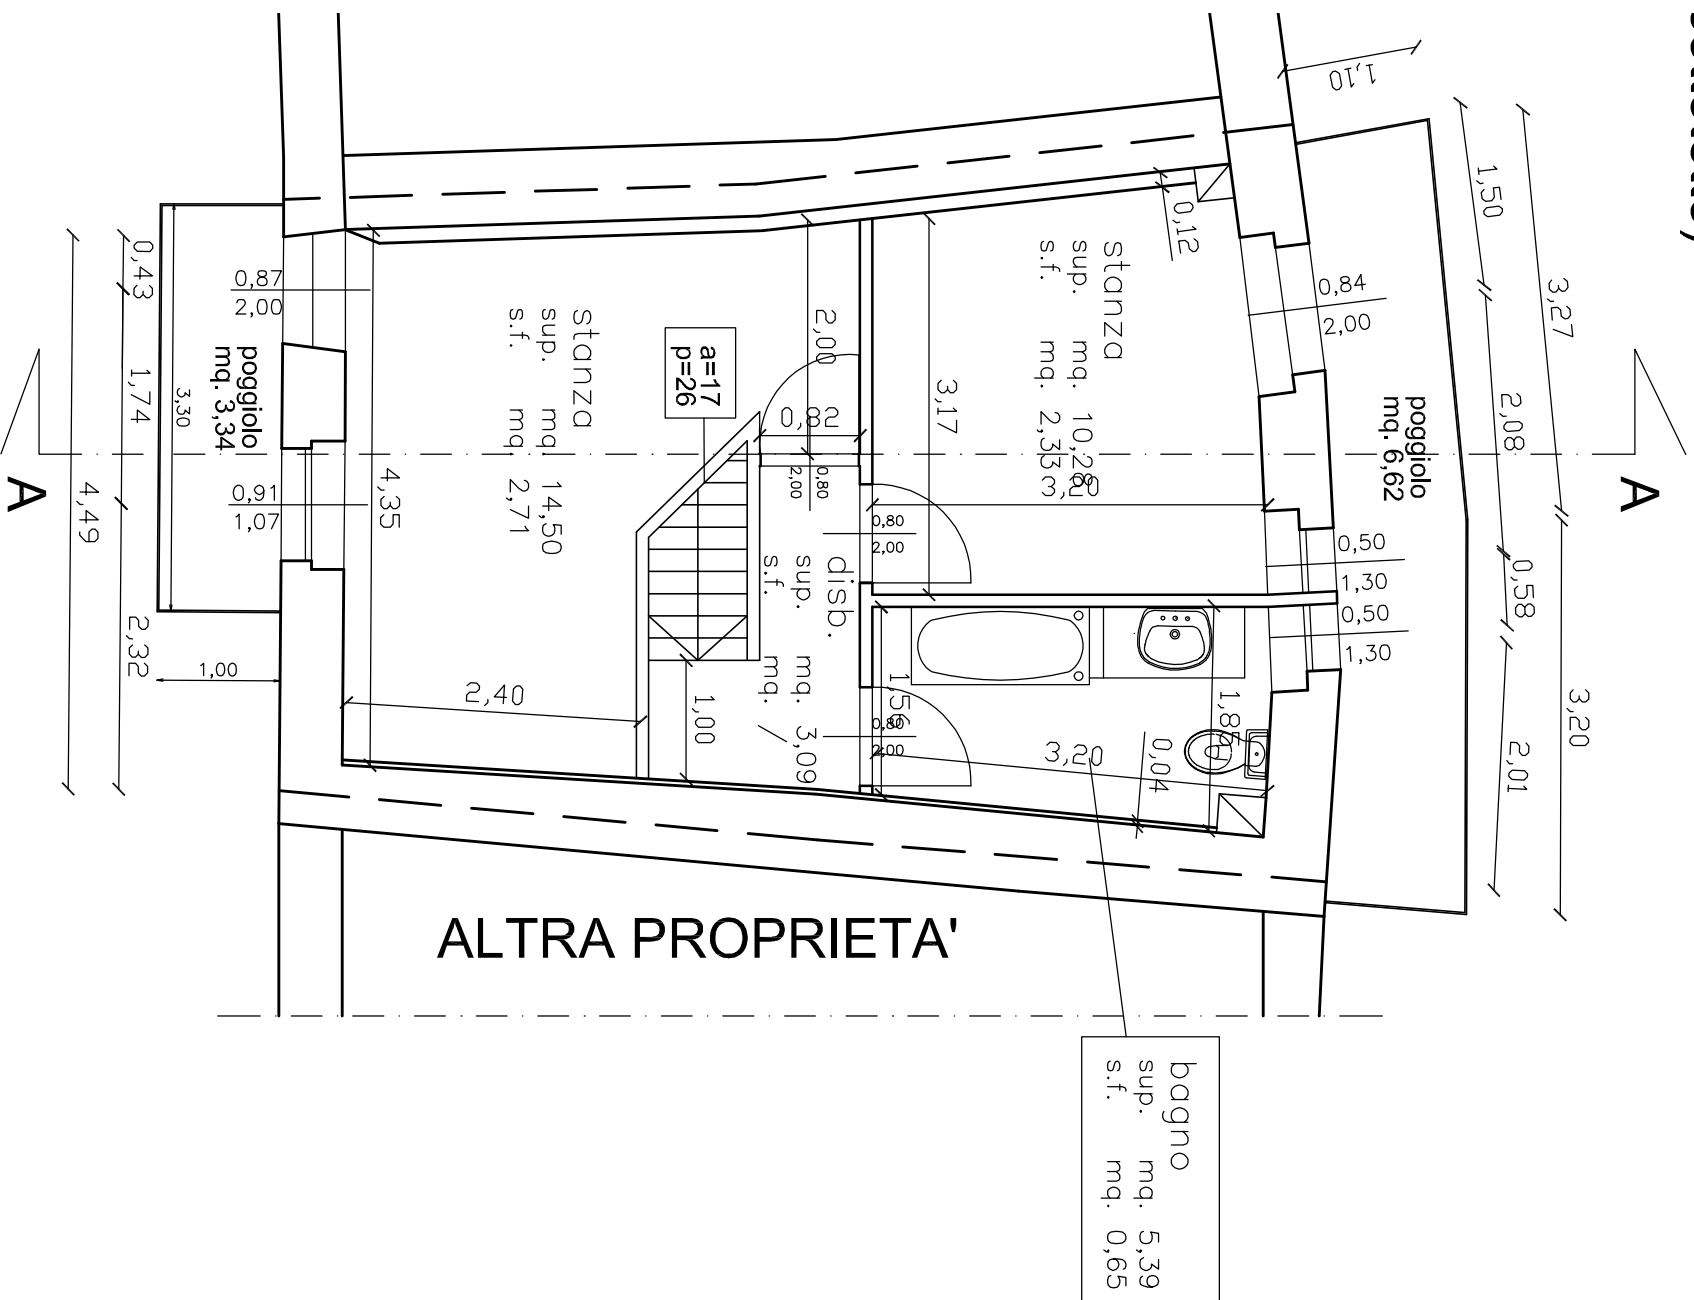 1,10
1,50
3,27
2,08
0,58
3,20
2,01
A
poggiolo
mq. 6,62
0,84
2,00
0,50
1,30
0,50
1,30
0,12
stanza
sup. mq. 10,28
s.f. mq. 2,33
3,17
3,20
2,00
0,82
0,80
2,00
0,80
2,00
a=17
p=26
stanza
sup. mq. 14,50
s.f. mq. 2,71
disb.
sup. mq. 3,09
s.f. mq. /
1,56
0,80
2,00
1,85
3,20
0,04
1,00
2,40
4,35
0,87
2,00
0,91
1,07
poggiolo
mq. 3,34
3,30
1,00
0,43
1,74
2,32
4,49
A
ALTRA PROPRIETA'
bagno
sup. mq. 5,39
s.f. mq. 0,65